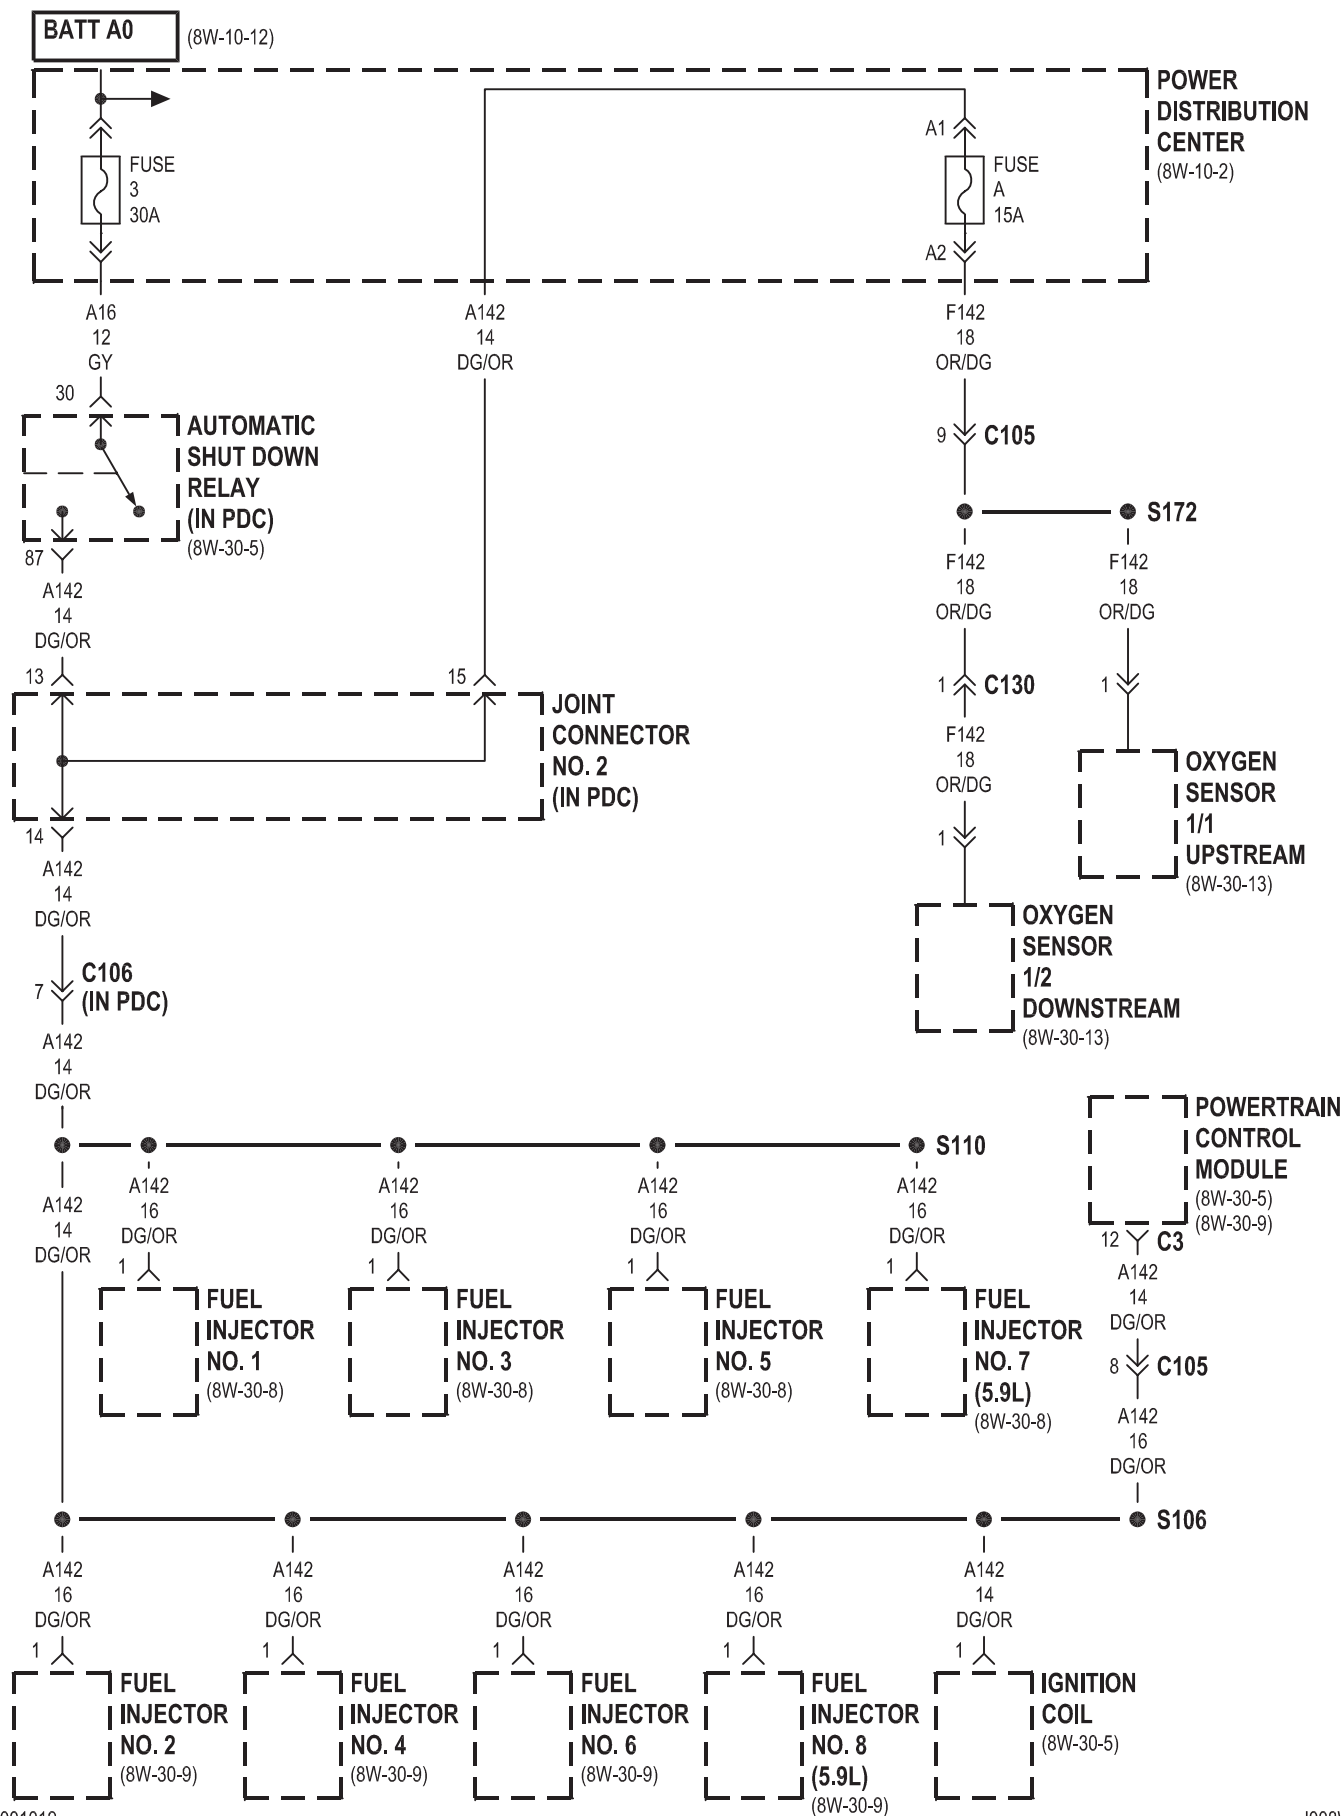 BATT A0
(8W-10-12)
POWER
DISTRIBUTION
CENTER
(8W-10-2)
A1
FUSE
3
30A
FUSE
A
15A
A2
A16
12
GY
A142
14
DG/OR
F142
18
OR/DG
30
AUTOMATIC
SHUT DOWN
RELAY
(IN PDC)
(8W-30-5)
9
C105
S172
87
A142
14
DG/OR
F142
18
OR/DG
F142
18
OR/DG
13
15
1
C130
1
JOINT
CONNECTOR
NO. 2
(IN PDC)
F142
18
OR/DG
OXYGEN
SENSOR
1/1
UPSTREAM
(8W-30-13)
14
1
A142
14
DG/OR
OXYGEN
SENSOR
1/2
DOWNSTREAM
(8W-30-13)
7
C106
(IN PDC)
A142
14
DG/OR
POWERTRAIN
CONTROL
MODULE
(8W-30-5)
(8W-30-9)
S110
A142
14
DG/OR
A142
16
DG/OR
A142
16
DG/OR
A142
16
DG/OR
A142
16
DG/OR
12
C3
1
1
1
1
A142
14
DG/OR
FUEL
INJECTOR
NO. 1
(8W-30-8)
FUEL
INJECTOR
NO. 3
(8W-30-8)
FUEL
INJECTOR
NO. 5
(8W-30-8)
FUEL
INJECTOR
NO. 7
(5.9L)
(8W-30-8)
8
C105
A142
16
DG/OR
S106
A142
16
DG/OR
A142
16
DG/OR
A142
16
DG/OR
A142
16
DG/OR
A142
14
DG/OR
1
1
1
1
1
FUEL
INJECTOR
NO. 2
(8W-30-9)
FUEL
INJECTOR
NO. 4
(8W-30-9)
FUEL
INJECTOR
NO. 6
(8W-30-9)
FUEL
INJECTOR
NO. 8
(5.9L)
(8W-30-9)
IGNITION
COIL
(8W-30-5)